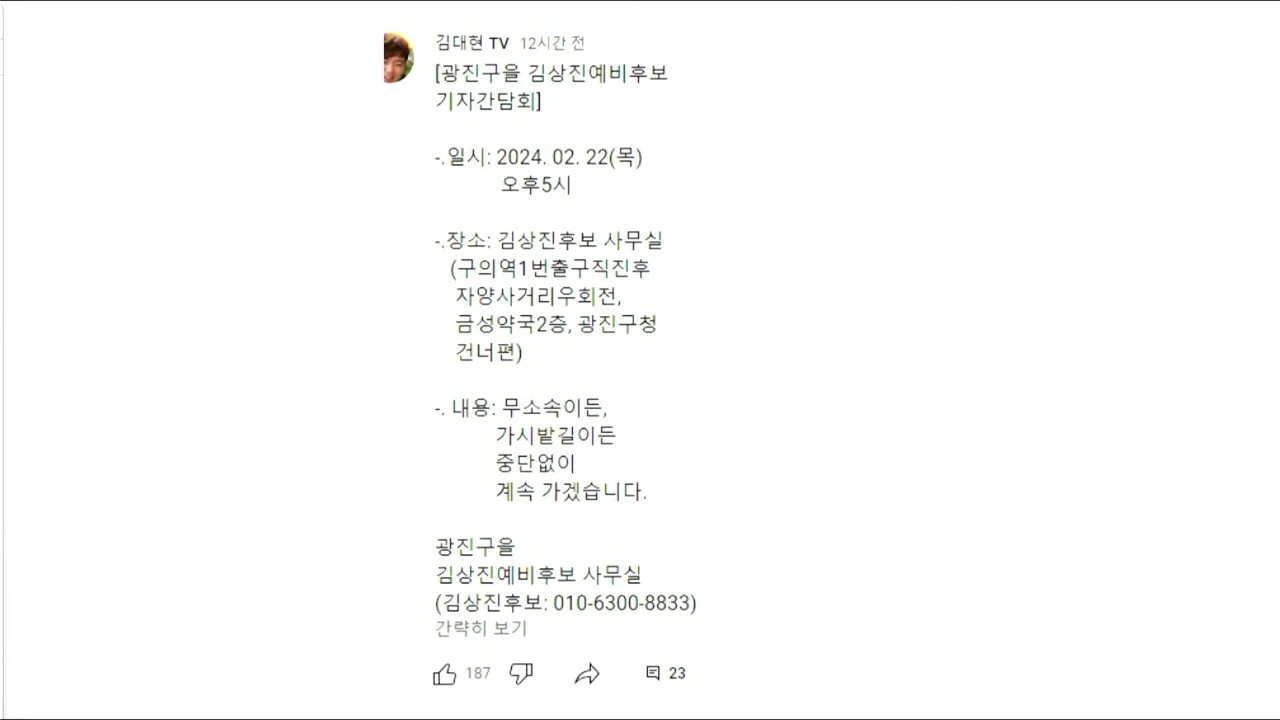 김대현 TV 12시간 전
[광진구을 김상진예비후보
기자간담회]
-.일시: 2024. 02. 22(목)
오후5시
-.장소: 김상진후보 사무실
(구의역1번출구직진후
자양사거리우회전,
금성약국2층, 광진구청
건너편)
-. 내용: 무소속이든,
가시밭길이든
중단없이
계속 가겠습니다.
광진구을
김상진예비후보 사무실
(김상진후보: 010-6300-8833)
간략히 보기
187 23